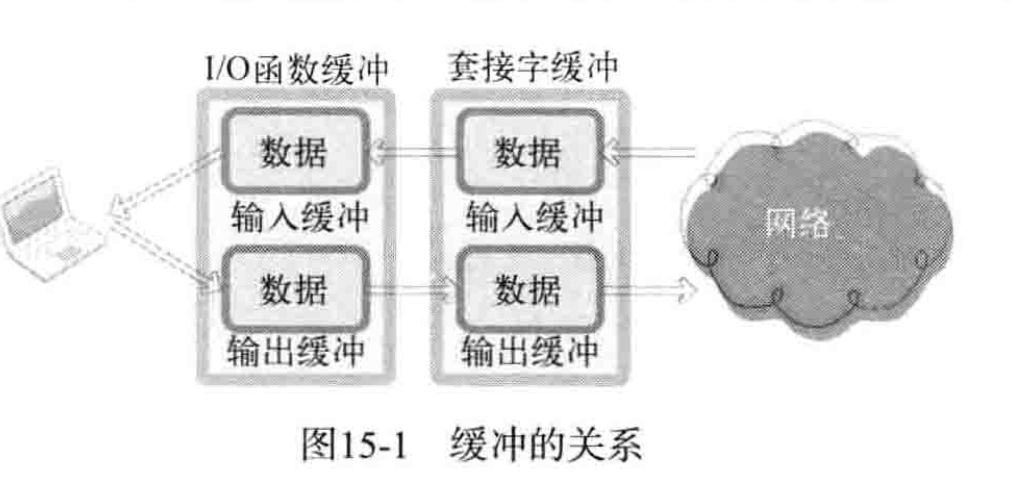 I/O函数缓冲
套接字缓冲
数据
数据
输入缓冲
输入缓冲
网络
数据
数据
输出缓冲
输出缓冲
图15-1 缓冲的关系